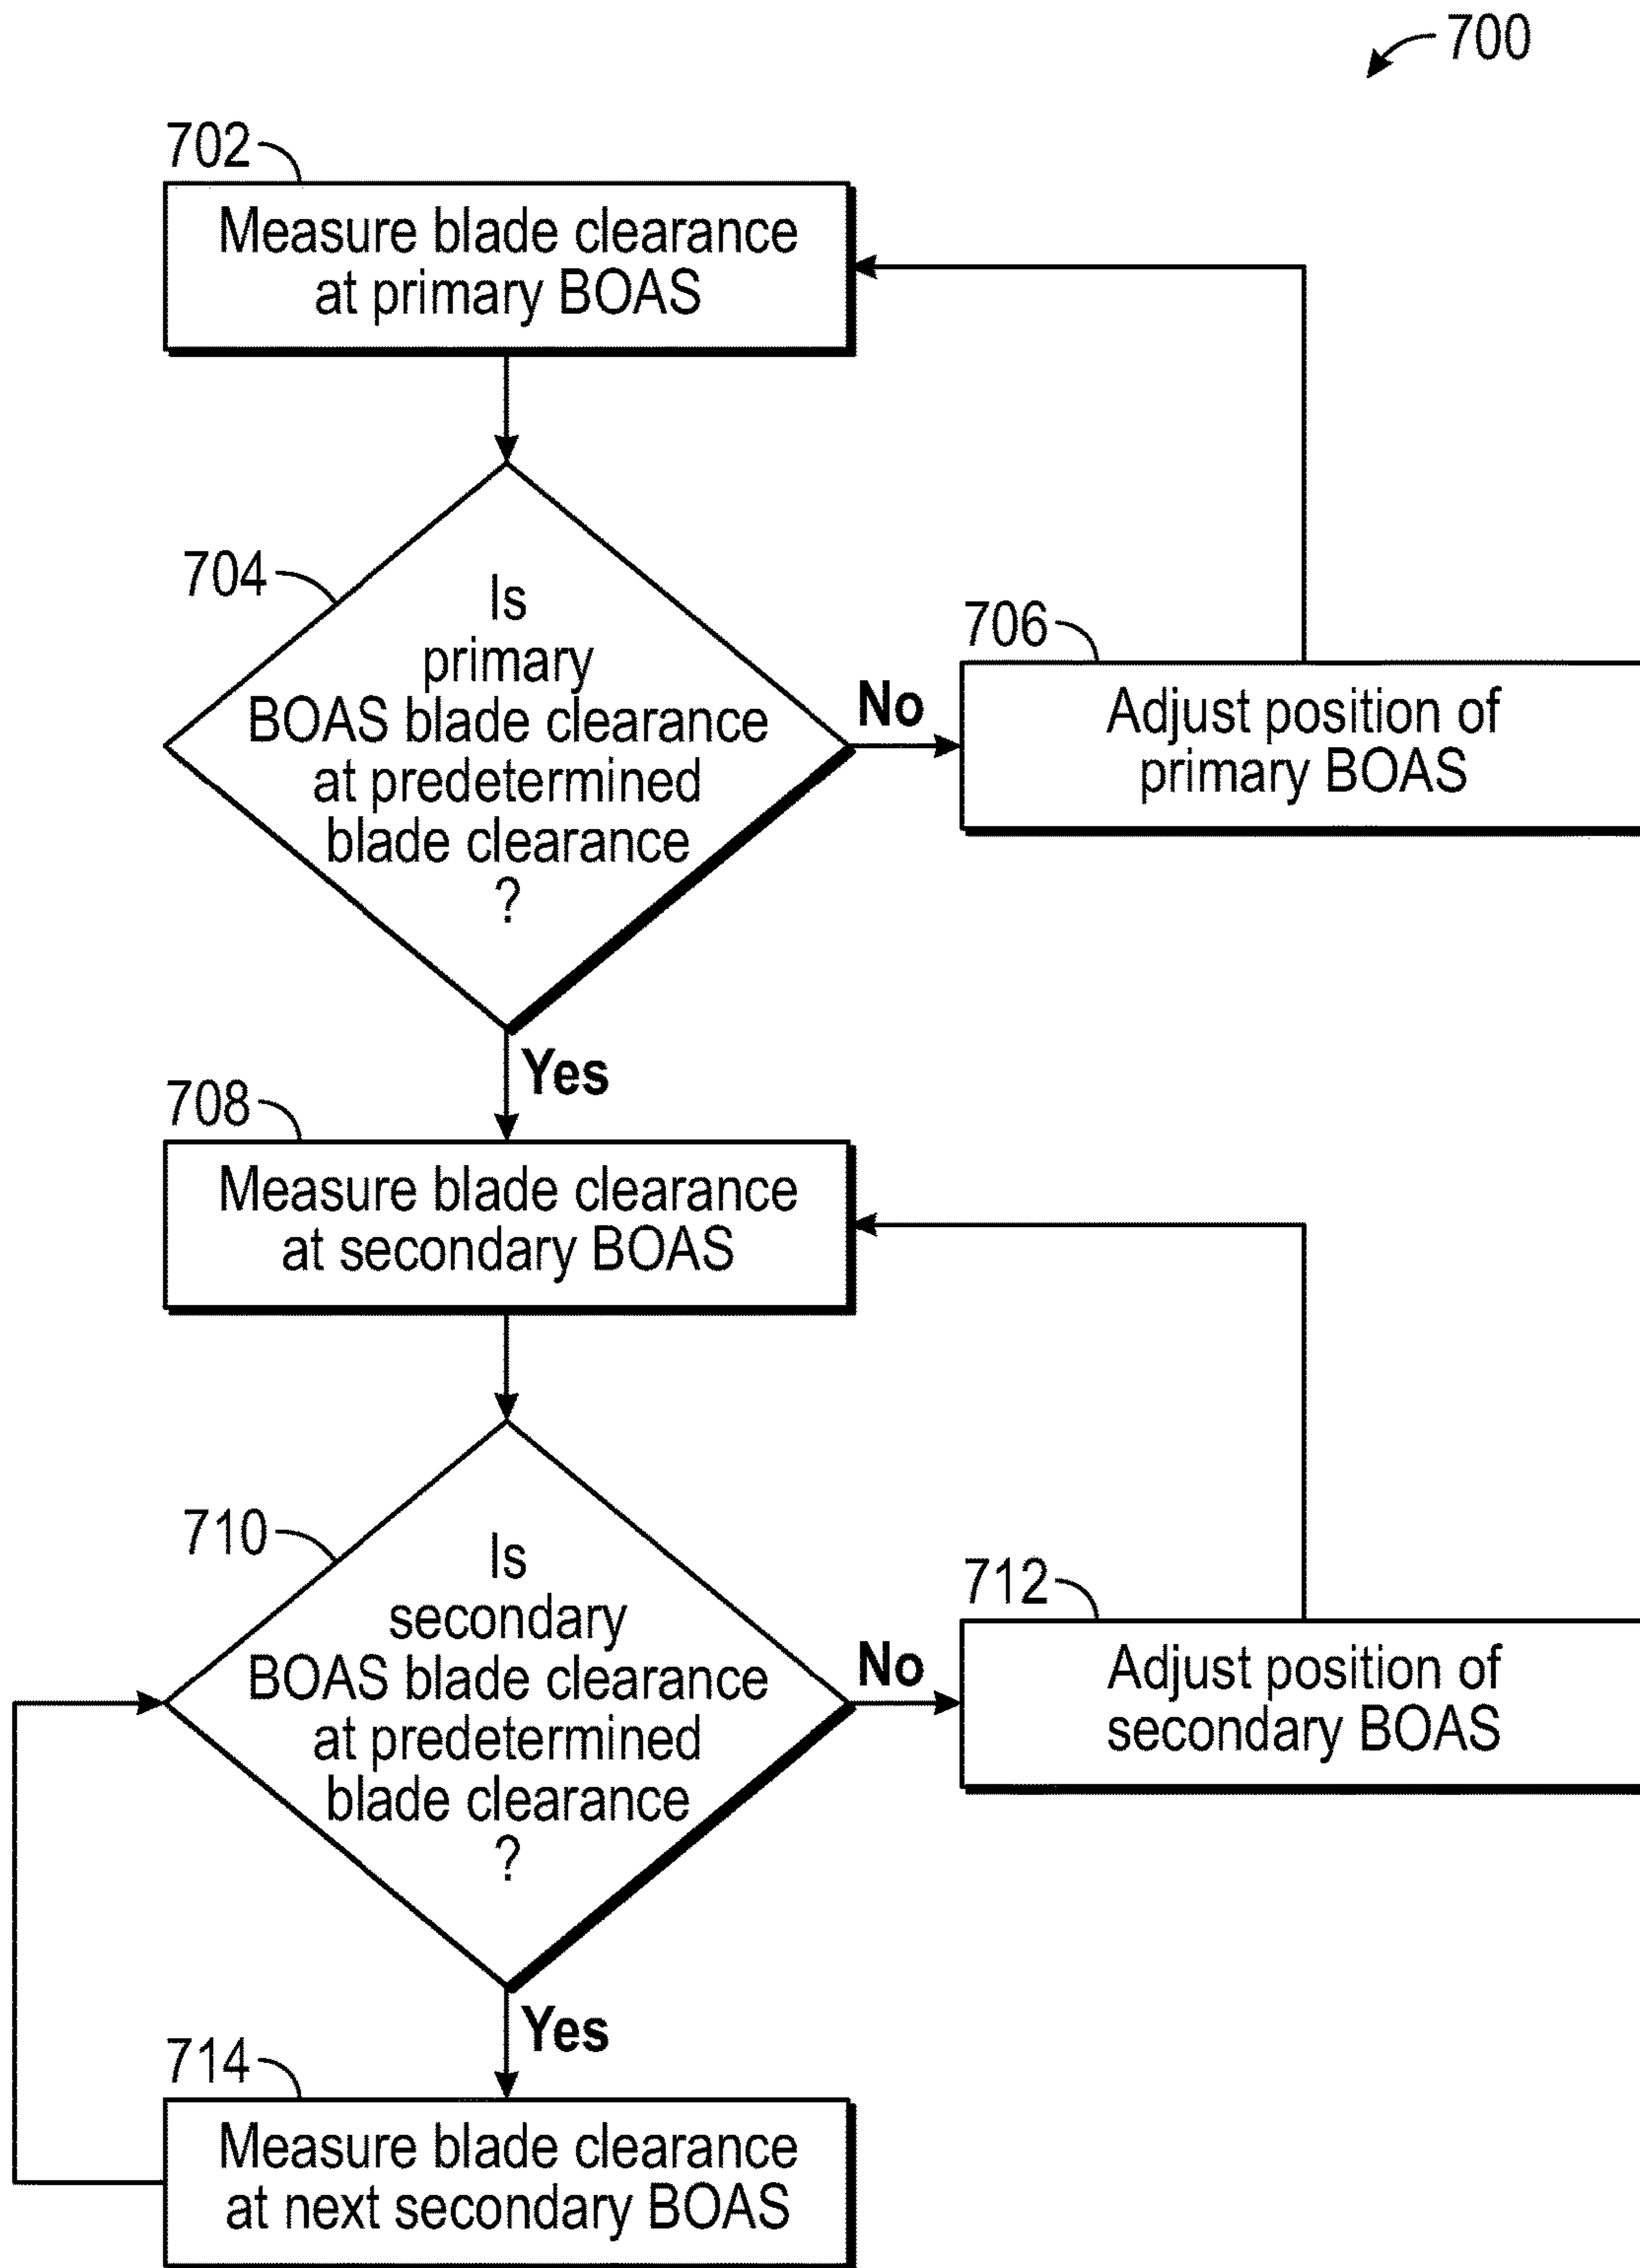 700
702
Measure blade clearance
at primary BOAS
704
Is
primary
BOAS blade clearance
at predetermined
blade clearance
?
No
706
Adjust position of
primary BOAS
Yes
708
Measure blade clearance
at secondary BOAS
710
Is
secondary
BOAS blade clearance
at predetermined
blade clearance
?
No
712
Adjust position of
secondary BOAS
Yes
714
Measure blade clearance
at next secondary BOAS